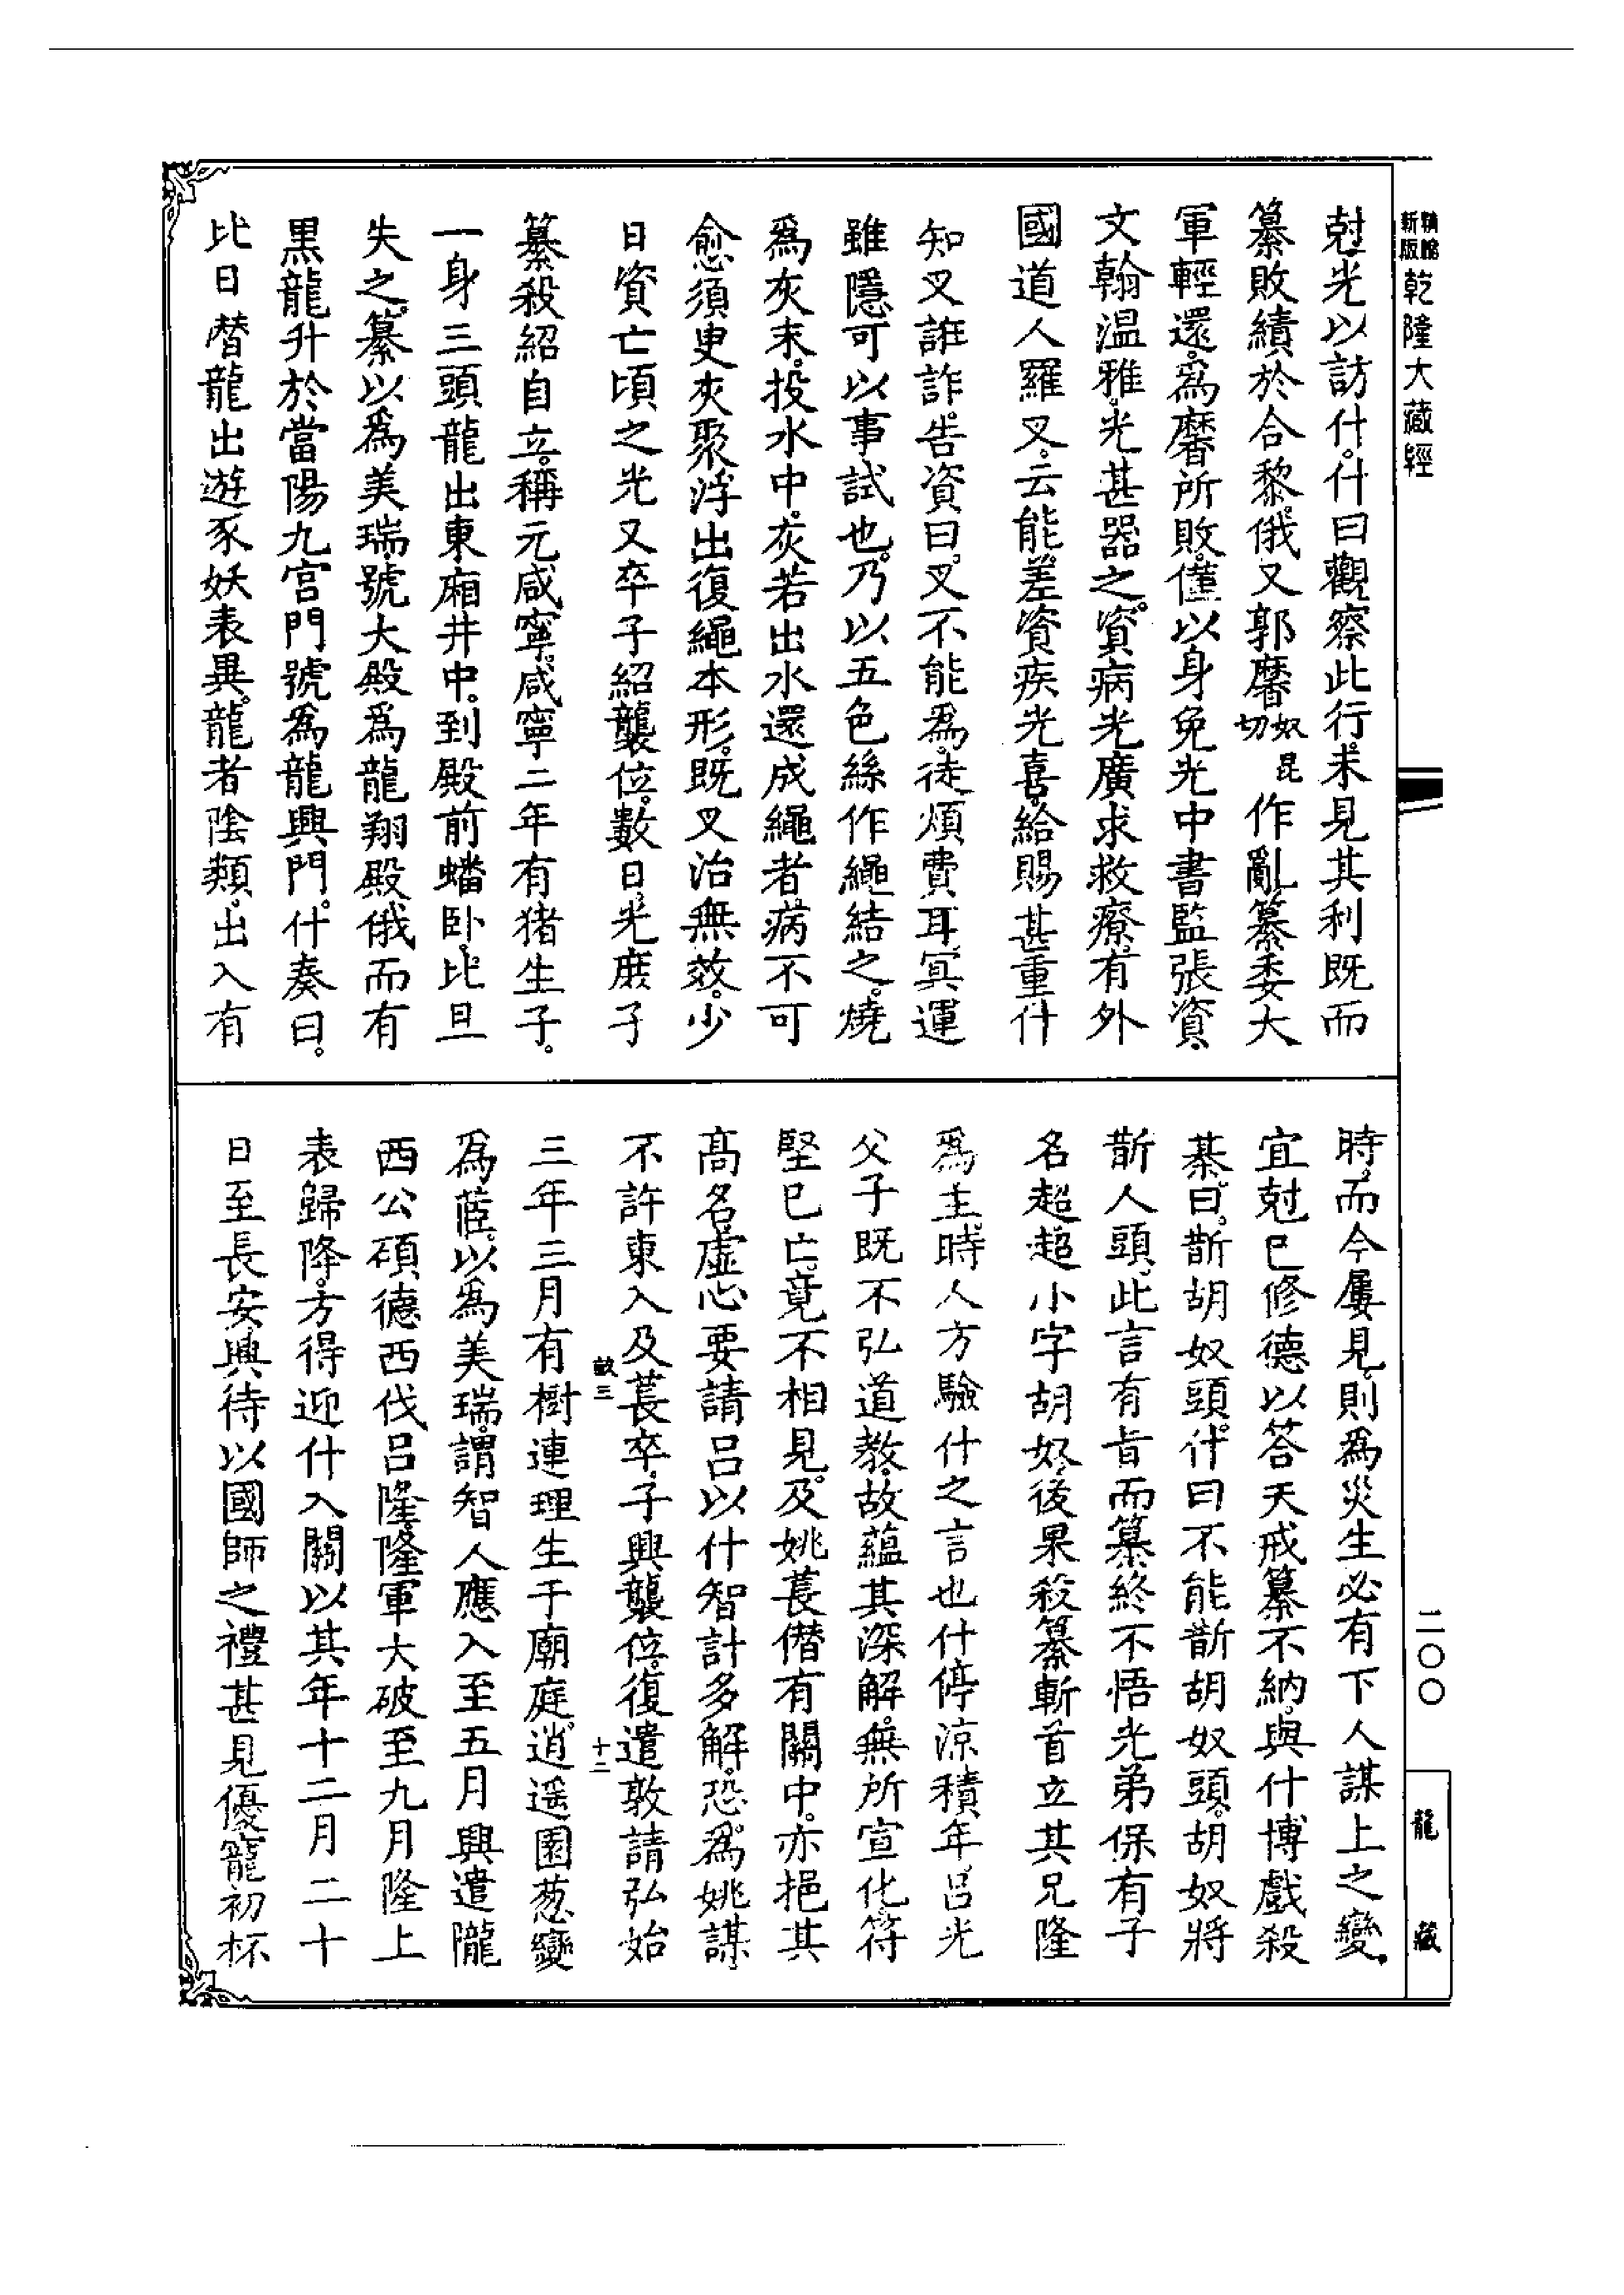 精縮新版乾隆大藏經
尅光以訪什。什曰觀察此行。未見其利既而
纂敗績於合黎。俄又郭黁奴昆切作亂纂委大
軍輕還。爲黁所敗。僅以身免光中書監張資、
文翰温雅。光甚器之。資病光廣求救療。有外
國道人羅叉。云能差資疾光喜。給賜甚重什
知叉誑詐。告資曰。叉不能爲。徒煩費耳冥運
雖隱可以事試也。乃以五色絲作繩結之。燒
爲灰末。投水中。灰若出水還成繩者。病不可
愈須臾灰聚浮出復繩本形。既叉治無效。少
日資亡頃之光又卒子紹襲位。數日。光庶子
纂殺紹自立。稱元咸寧。咸寧二年有猪生子。
一身三頭龍出東廂井中。到殿前蟠卧。比旦
失之。纂以爲美瑞。號大殿爲龍翔殿俄而有
黑龍升於當陽九宮門號爲龍興門。什奏曰。
比日㬱龍出遊豕妖表異。龍者陰類。出入有
時。而今屢見。則爲災生必有下人謀上之變。
宜尅巳修德以答天戒纂不納。與什博戲殺
綦。曰。斮胡奴頭。什曰不能斮胡奴頭。胡奴將
斮人頭。此言有旨而纂終不悟光弟保有子
名超超小字胡奴。後果殺纂斬首立其兄隆
爲主。時人方驗什之言也什停涼積年。呂光
父子既不弘道教。故蘊其深解。無所宣化。符
堅巳亡。竟不相見。及姚萇僣有關中。亦挹其
高名虛心要請呂以什智計多解。恐爲姚謀。
不許東入及萇卒。子興襲位。復遣敦請弘始
畝三
十二
三年三月有樹連理生于廟庭。逍遥園葱變
爲茝。以爲美瑞。謂智人應入至五月興遣隴
西公碩德西伐呂隆。隆軍大破至九月隆上
表歸降。方得迎什入關以其年十二月二十
日至長安興待以國師之禮甚見優寵初杯
二〇〇
龍藏